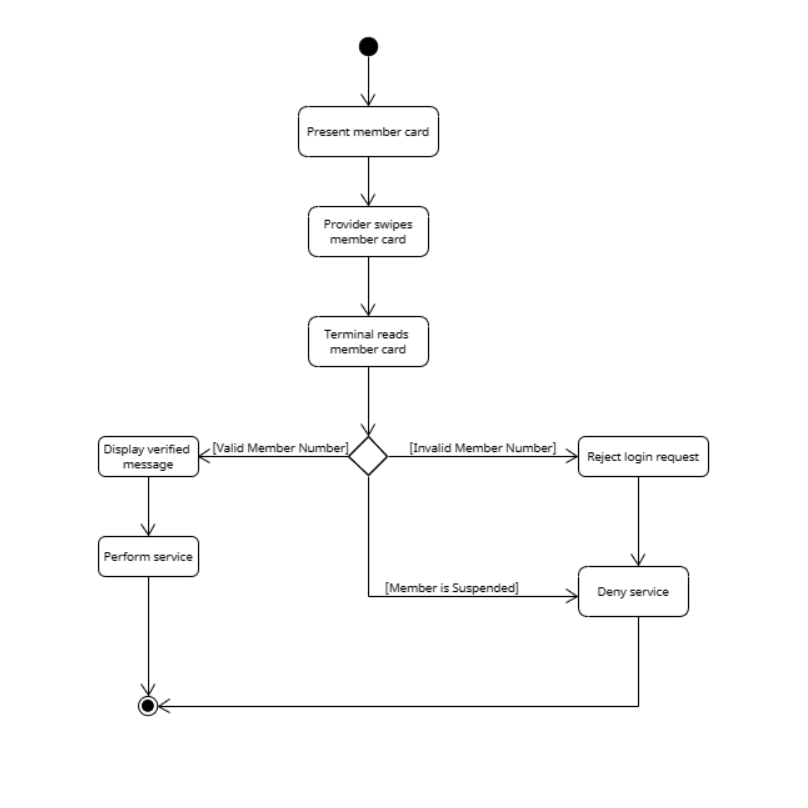 Present member card
Provider swipes
member card
Terminal reads
member card
Display verified
message
[Valid Member Number]
[Invalid Member Number]
Reject login request
Perform service
[Member is Suspended]
Deny service